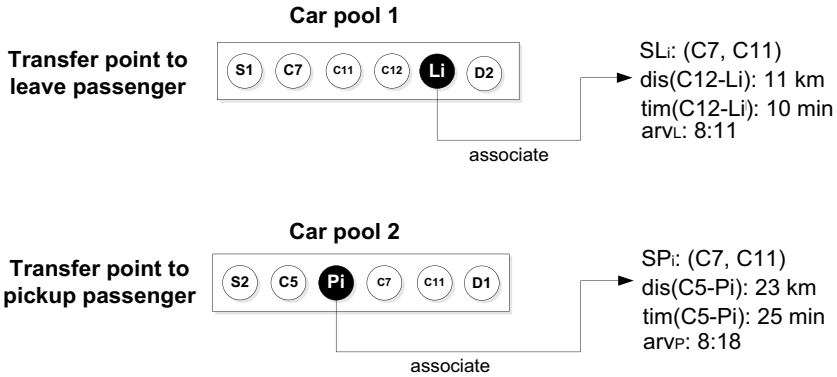 Car pool 1
Transfer point to
leave passenger
S1 C7 C11 C12 Li D2
SLi: (C7, C11)
dis(C12-Li): 11 km
tim(C12-Li): 10 min
arvL: 8:11
associate
Car pool 2
Transfer point to
pickup passenger
S2 C5 Pi C7 C11 D1
SPi: (C7, C11)
dis(C5-Pi): 23 km
tim(C5-Pi): 25 min
arvP: 8:18
associate